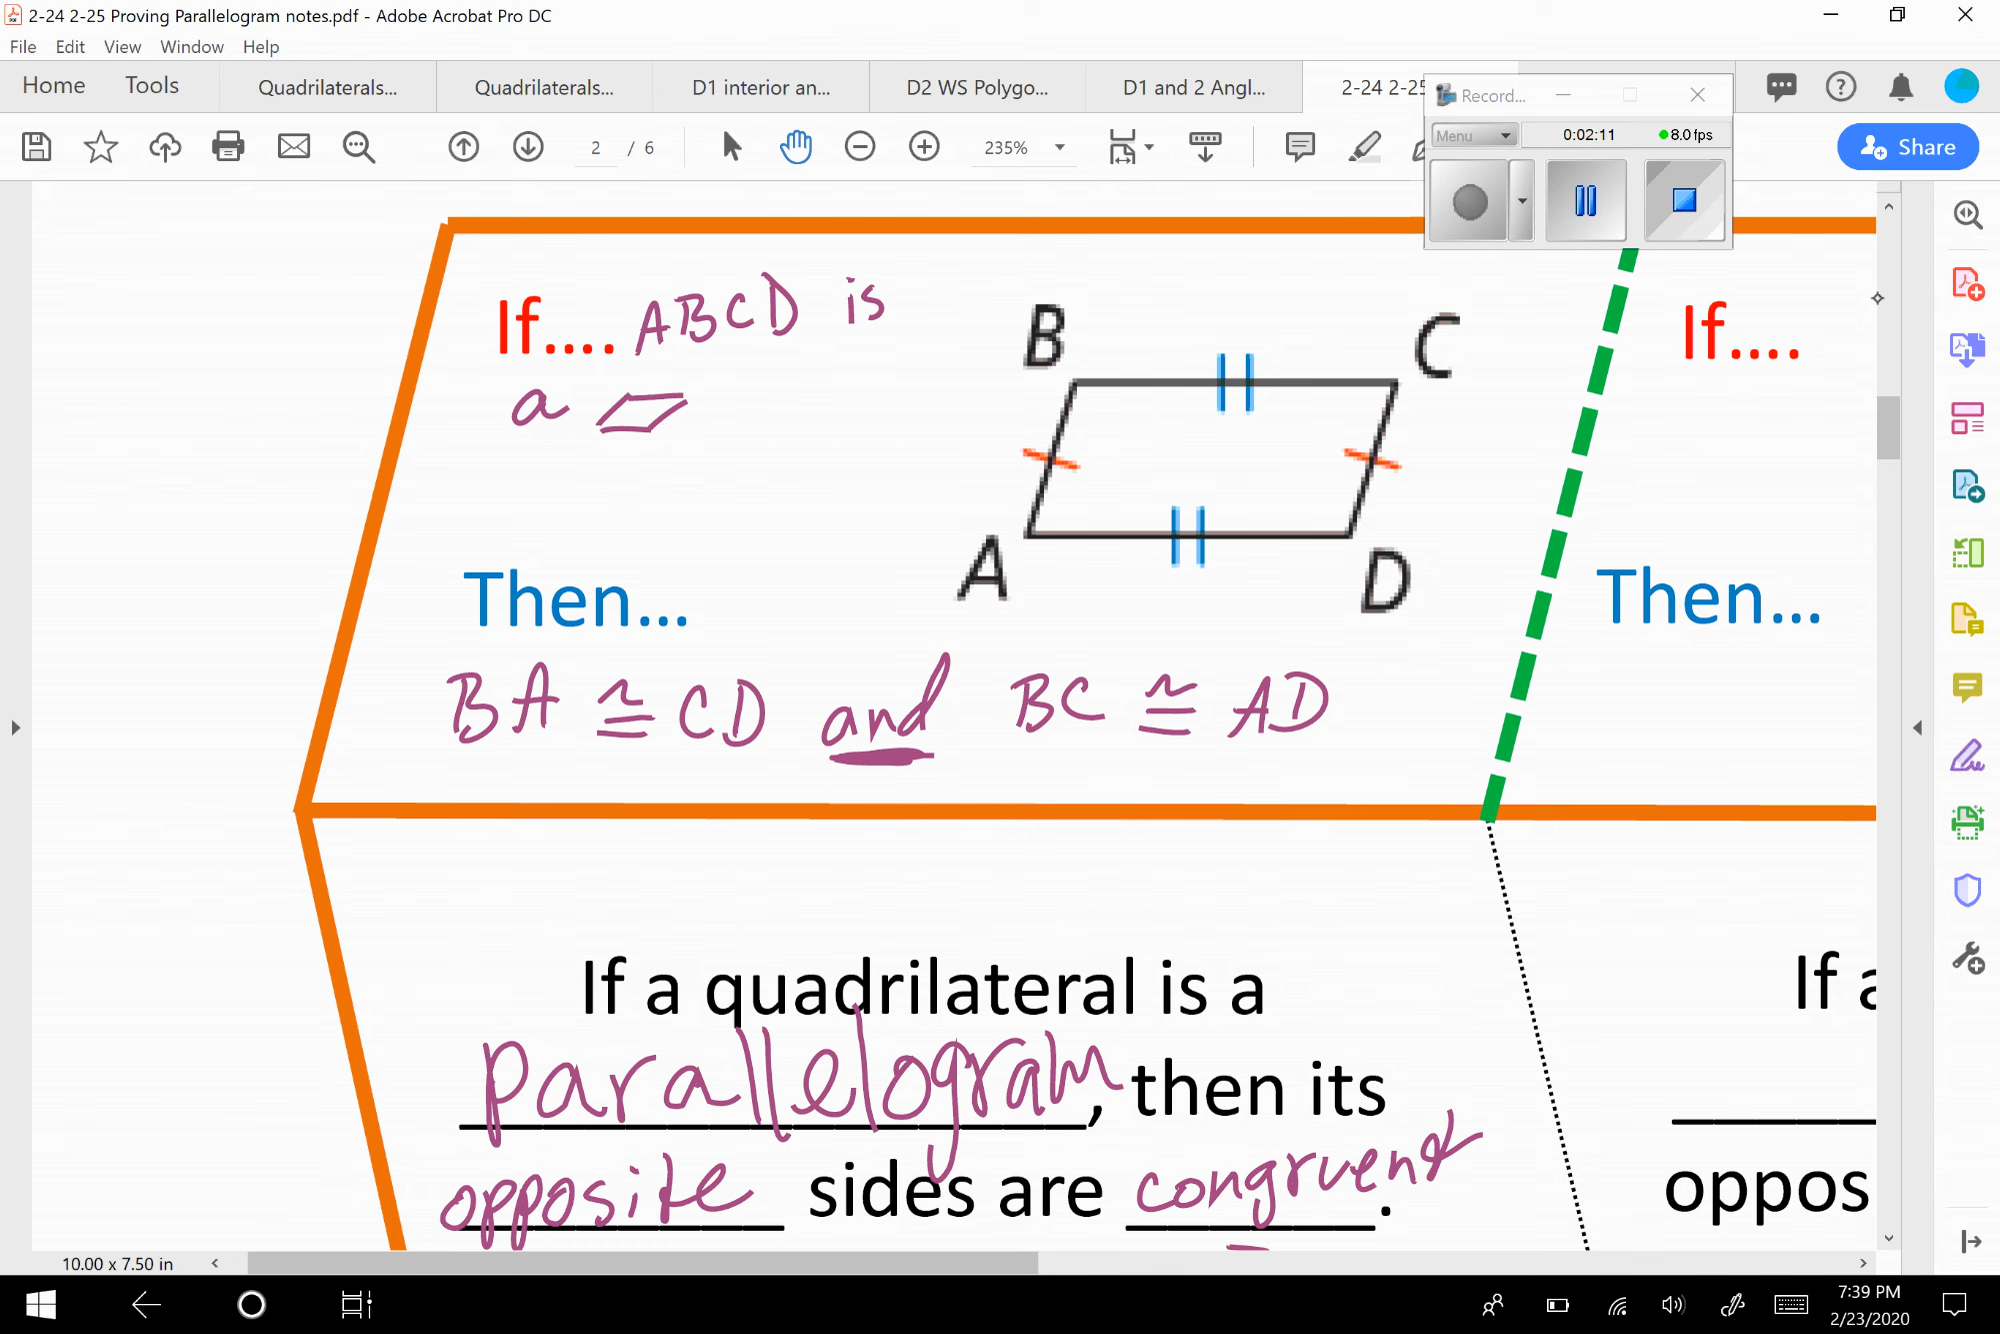 2-24 2-25 Proving Parallelogram notes.pdf - Adobe Acrobat Pro DC
File Edit View Window Help
Home Tools Quadrilaterals... Quadrilaterals... D1 interior an... D2 WS Polygo... D1 and 2 Angl... 2-24 2-25
Record...
Menu 0:02:11 8.0 fps
2 / 6 235% Share
If.... ABCD is
a ▱
B C
A D
Then...
BA ≅ CD and BC ≅ AD
If....
Then...
If a quadrilateral is a
parallelogram, then its
opposite sides are congruent.
If a
oppos
10.00 x 7.50 in
7:39 PM
2/23/2020